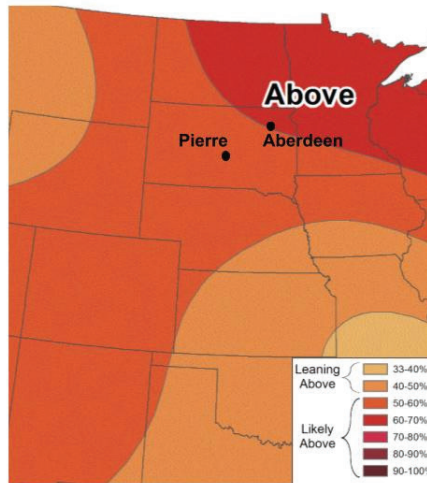 Above
Pierre
Aberdeen
Leaning
Above
33-40%
40-50%
Likely
Above
50-60%
60-70%
70-80%
80-90%
90-100%